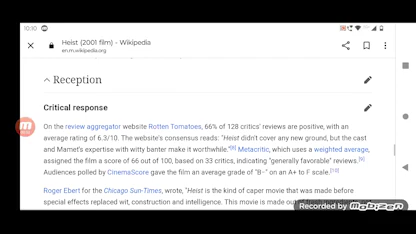 10:10
Heist (2001 film) - Wikipedia
en.m.wikipedia.org
Reception
Critical response
On the review aggregator website Rotten Tomatoes, 66% of 128 critics' reviews are positive, with an
average rating of 6.3/10. The website's consensus reads: "Heist didn't cover any new ground, but the cast
and Mamet's expertise with witty banter make it worthwhile."[8] Metacritic, which uses a weighted average,
assigned the film a score of 66 out of 100, based on 33 critics, indicating "generally favorable" reviews.[9]
Audiences polled by CinemaScore gave the film an average grade of "B−" on an A+ to F scale.[10]
Roger Ebert for the Chicago Sun-Times, wrote, "Heist is the kind of caper movie that was made before
special effects replaced wit, construction and intelligence. This movie is made out of
Recorded by Mobizen